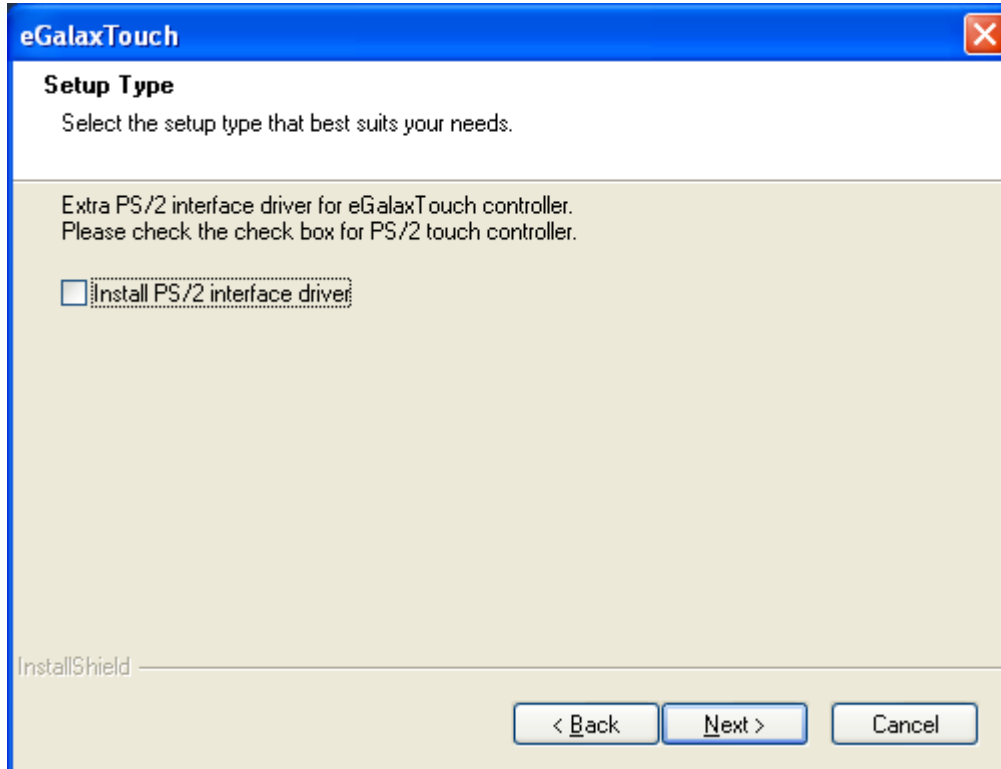 eGalaxTouch
Setup Type
Select the setup type that best suits your needs.
Extra PS/2 interface driver for eGalaxTouch controller.
Please check the check box for PS/2 touch controller.
Install PS/2 interface driver
InstallShield
< Back
Next >
Cancel